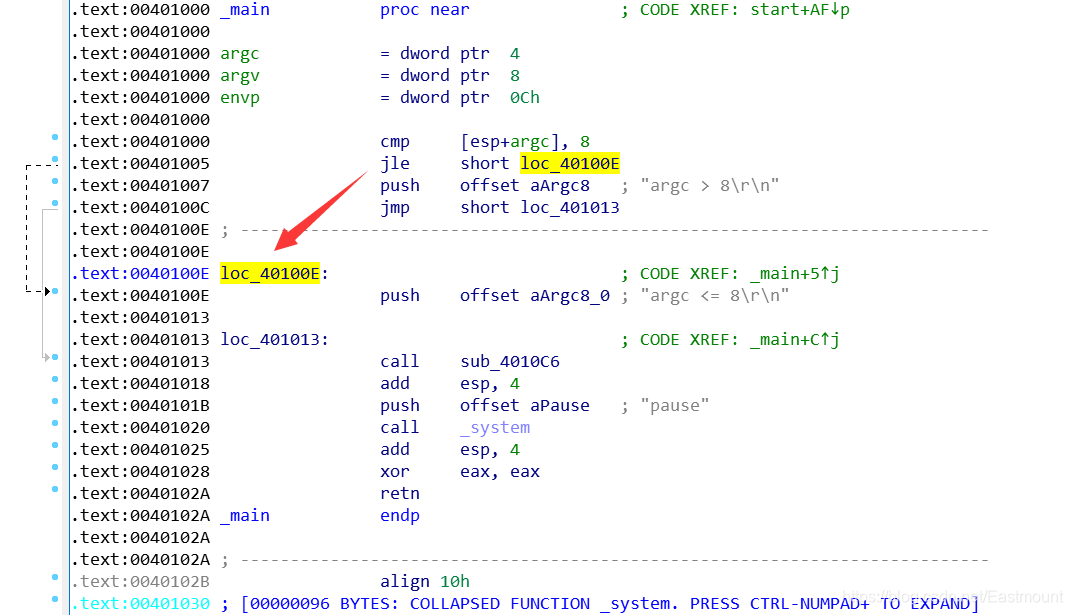 .text:00401000 _main proc near ; CODE XREF: start+AF↓p
.text:00401000
.text:00401000 argc = dword ptr 4
.text:00401000 argv = dword ptr 8
.text:00401000 envp = dword ptr 0Ch
.text:00401000
.text:00401000 cmp [esp+argc], 8
.text:00401005 jle short loc_40100E
.text:00401007 push offset aArgc8 ; "argc > 8\r\n"
.text:0040100C jmp short loc_401013
.text:0040100E ; ---------------------------------------------------------------------------
.text:0040100E
.text:0040100E loc_40100E: ; CODE XREF: _main+5↑j
.text:0040100E push offset aArgc8_0 ; "argc <= 8\r\n"
.text:00401013
.text:00401013 loc_401013: ; CODE XREF: _main+C↑j
.text:00401013 call sub_4010C6
.text:00401018 add esp, 4
.text:0040101B push offset aPause ; "pause"
.text:00401020 call _system
.text:00401025 add esp, 4
.text:00401028 xor eax, eax
.text:0040102A retn
.text:0040102A _main endp
.text:0040102A
.text:0040102A ; ---------------------------------------------------------------------------
.text:0040102B align 10h
.text:00401030 ; [00000096 BYTES: COLLAPSED FUNCTION _system. PRESS CTRL-NUMPAD+ TO EXPAND]
https://blog.csdn.net/Eastmount